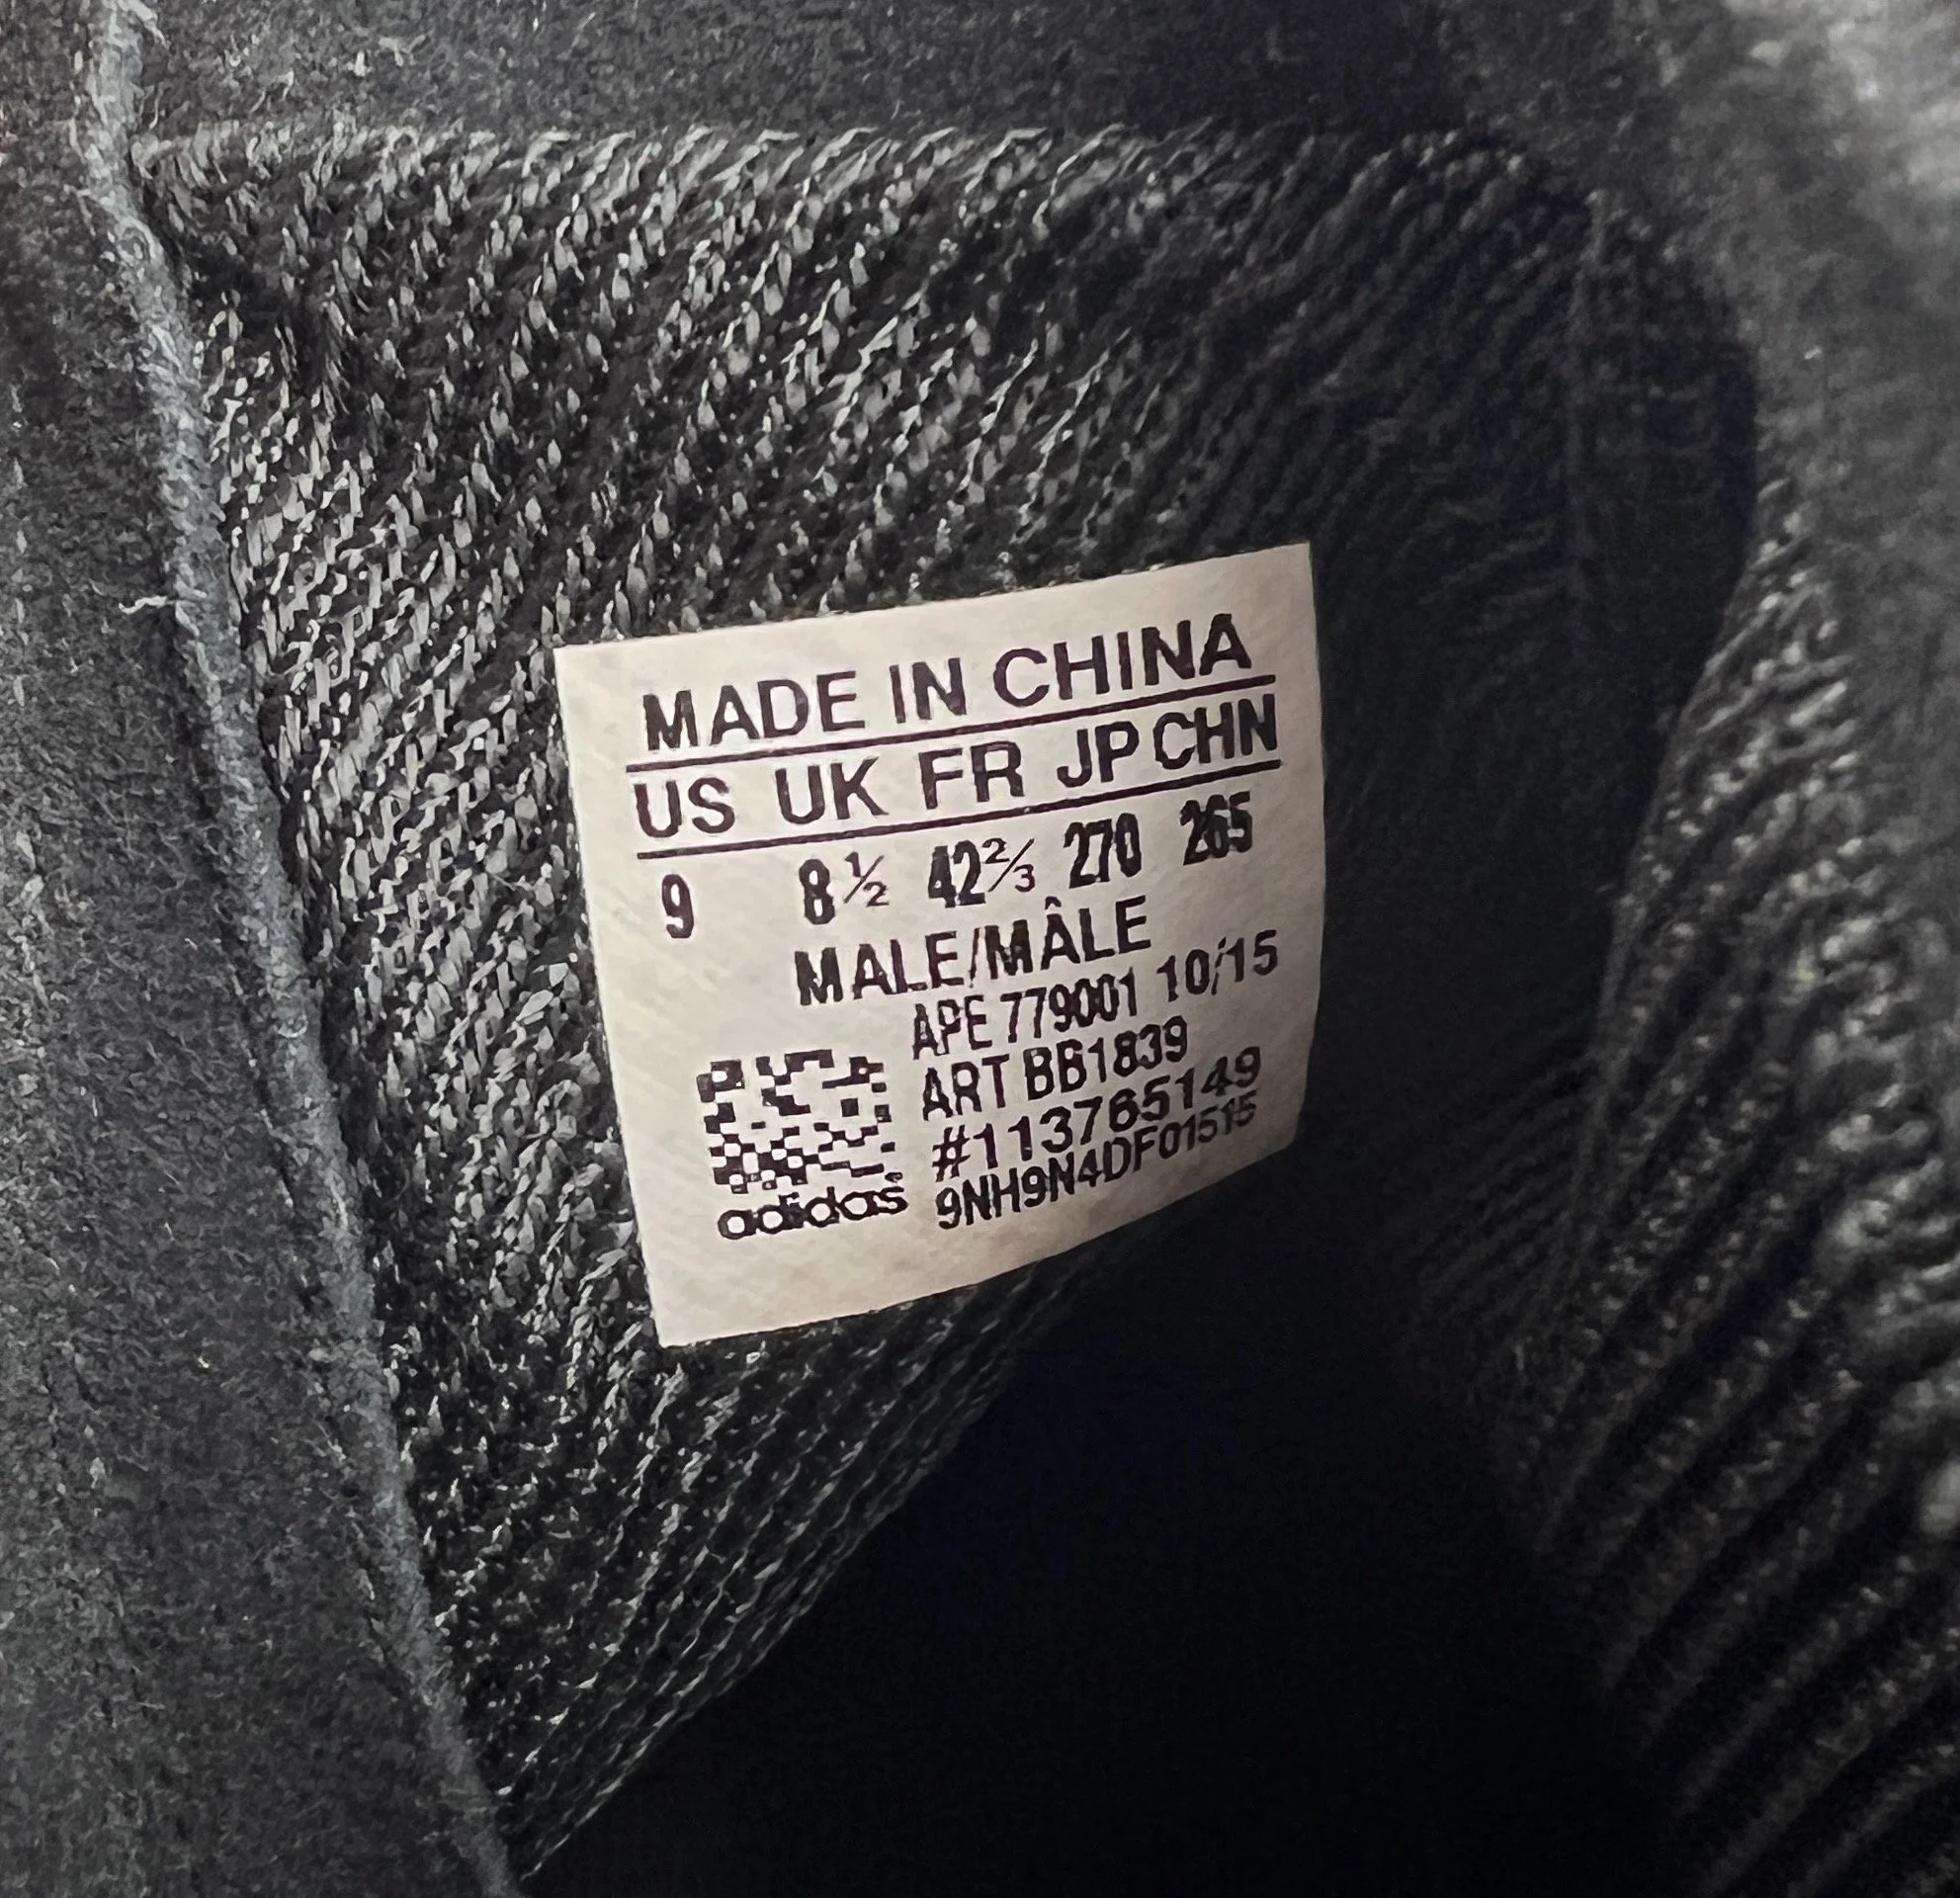 MADE IN CHINA
US UK FR JP CHN
9 8½ 42⅔ 270 265
MALE/MÂLE
APE 779001 10/15
ART BB1839
#113765149
9NH9N4DF01515
adidas